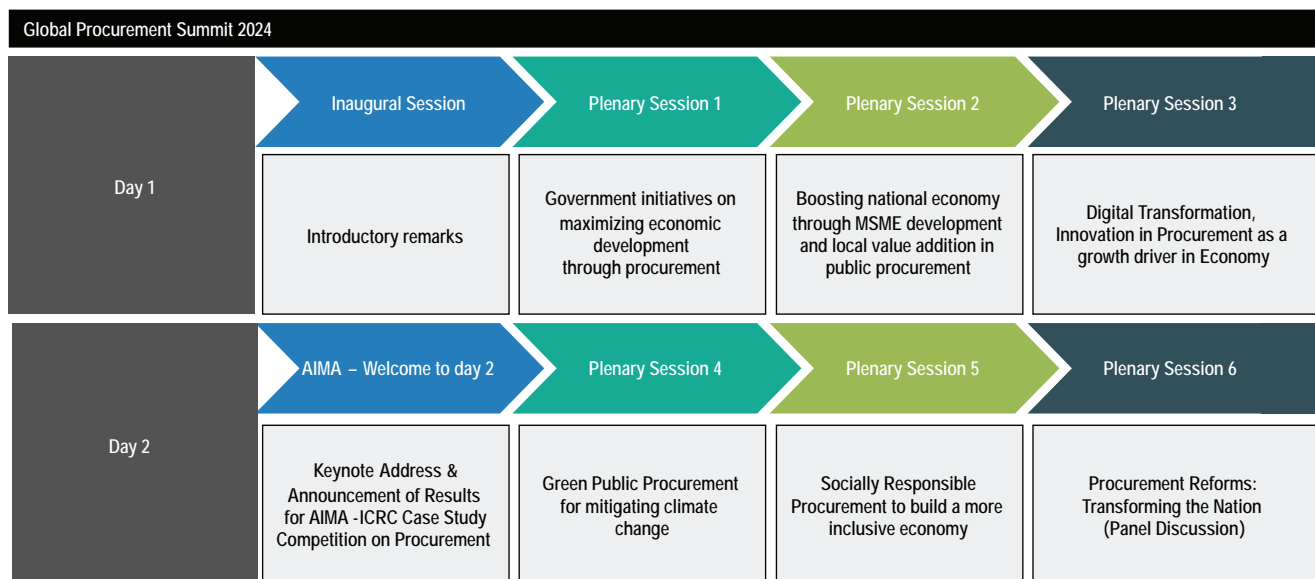 Global Procurement Summit 2024
Day 1
Inaugural Session
Introductory remarks
Plenary Session 1
Government initiatives on
maximizing economic
development
through procurement
Plenary Session 2
Boosting national economy
through MSME development
and local value addition in
public procurement
Plenary Session 3
Digital Transformation,
Innovation in Procurement as a
growth driver in Economy
Day 2
AIMA – Welcome to day 2
Keynote Address &
Announcement of Results
for AIMA -ICRC Case Study
Competition on Procurement
Plenary Session 4
Green Public Procurement
for mitigating climate
change
Plenary Session 5
Socially Responsible
Procurement to build a more
inclusive economy
Plenary Session 6
Procurement Reforms:
Transforming the Nation
(Panel Discussion)